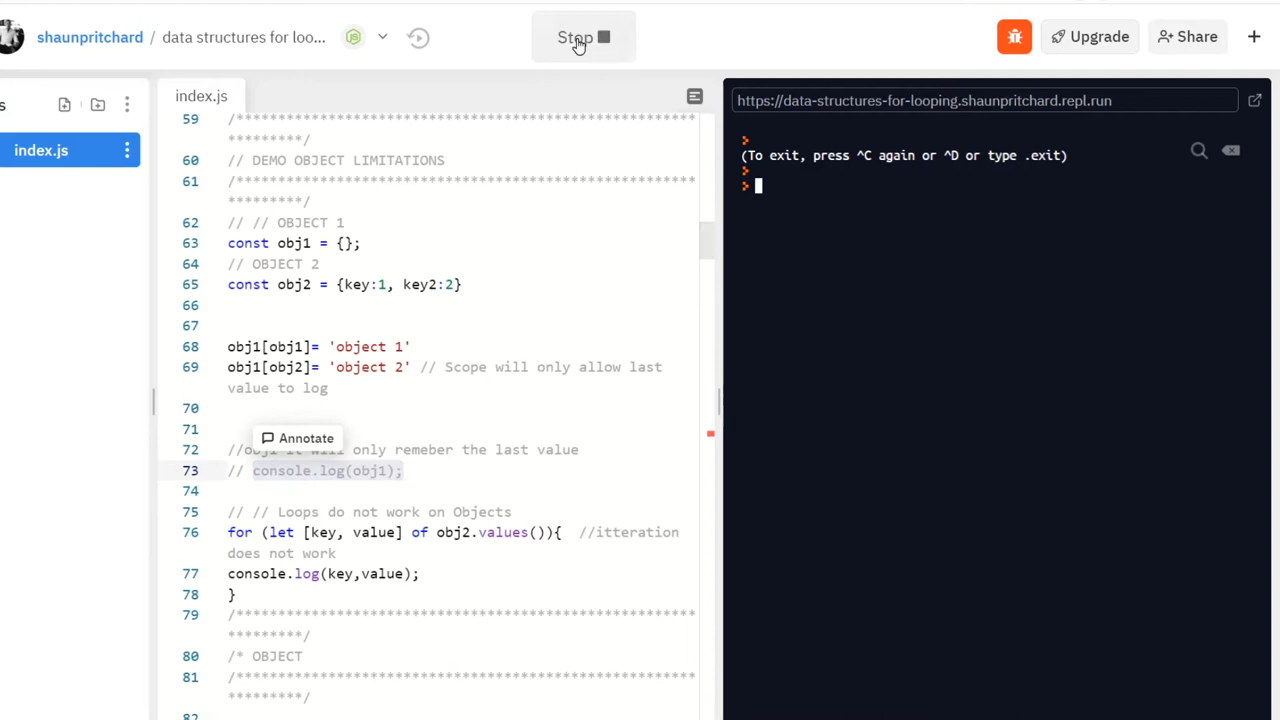 shaunpritchard / data structures for loo... Stop Upgrade Share +
s
index.js
index.js
https://data-structures-for-looping.shaunpritchard.repl.run
59 /*******************************************************
*********/
60 // DEMO OBJECT LIMITATIONS
61 /*******************************************************
*********/
62 // // OBJECT 1
63 const obj1 = {};
64 // OBJECT 2
65 const obj2 = {key:1, key2:2}
66
67
68 obj1[obj1]= 'object 1'
69 obj1[obj2]= 'object 2' // Scope will only allow last
value to log
70
71
Annotate
72 //obj1 it will only remeber the last value
73 // console.log(obj1);
74
75 // // Loops do not work on Objects
76 for (let [key, value] of obj2.values()){ //itteration
does not work
77 console.log(key,value);
78 }
79 /*******************************************************
*********/
80 /* OBJECT
81 /*******************************************************
*********/
82
>
(To exit, press ^C again or ^D or type .exit)
>
>